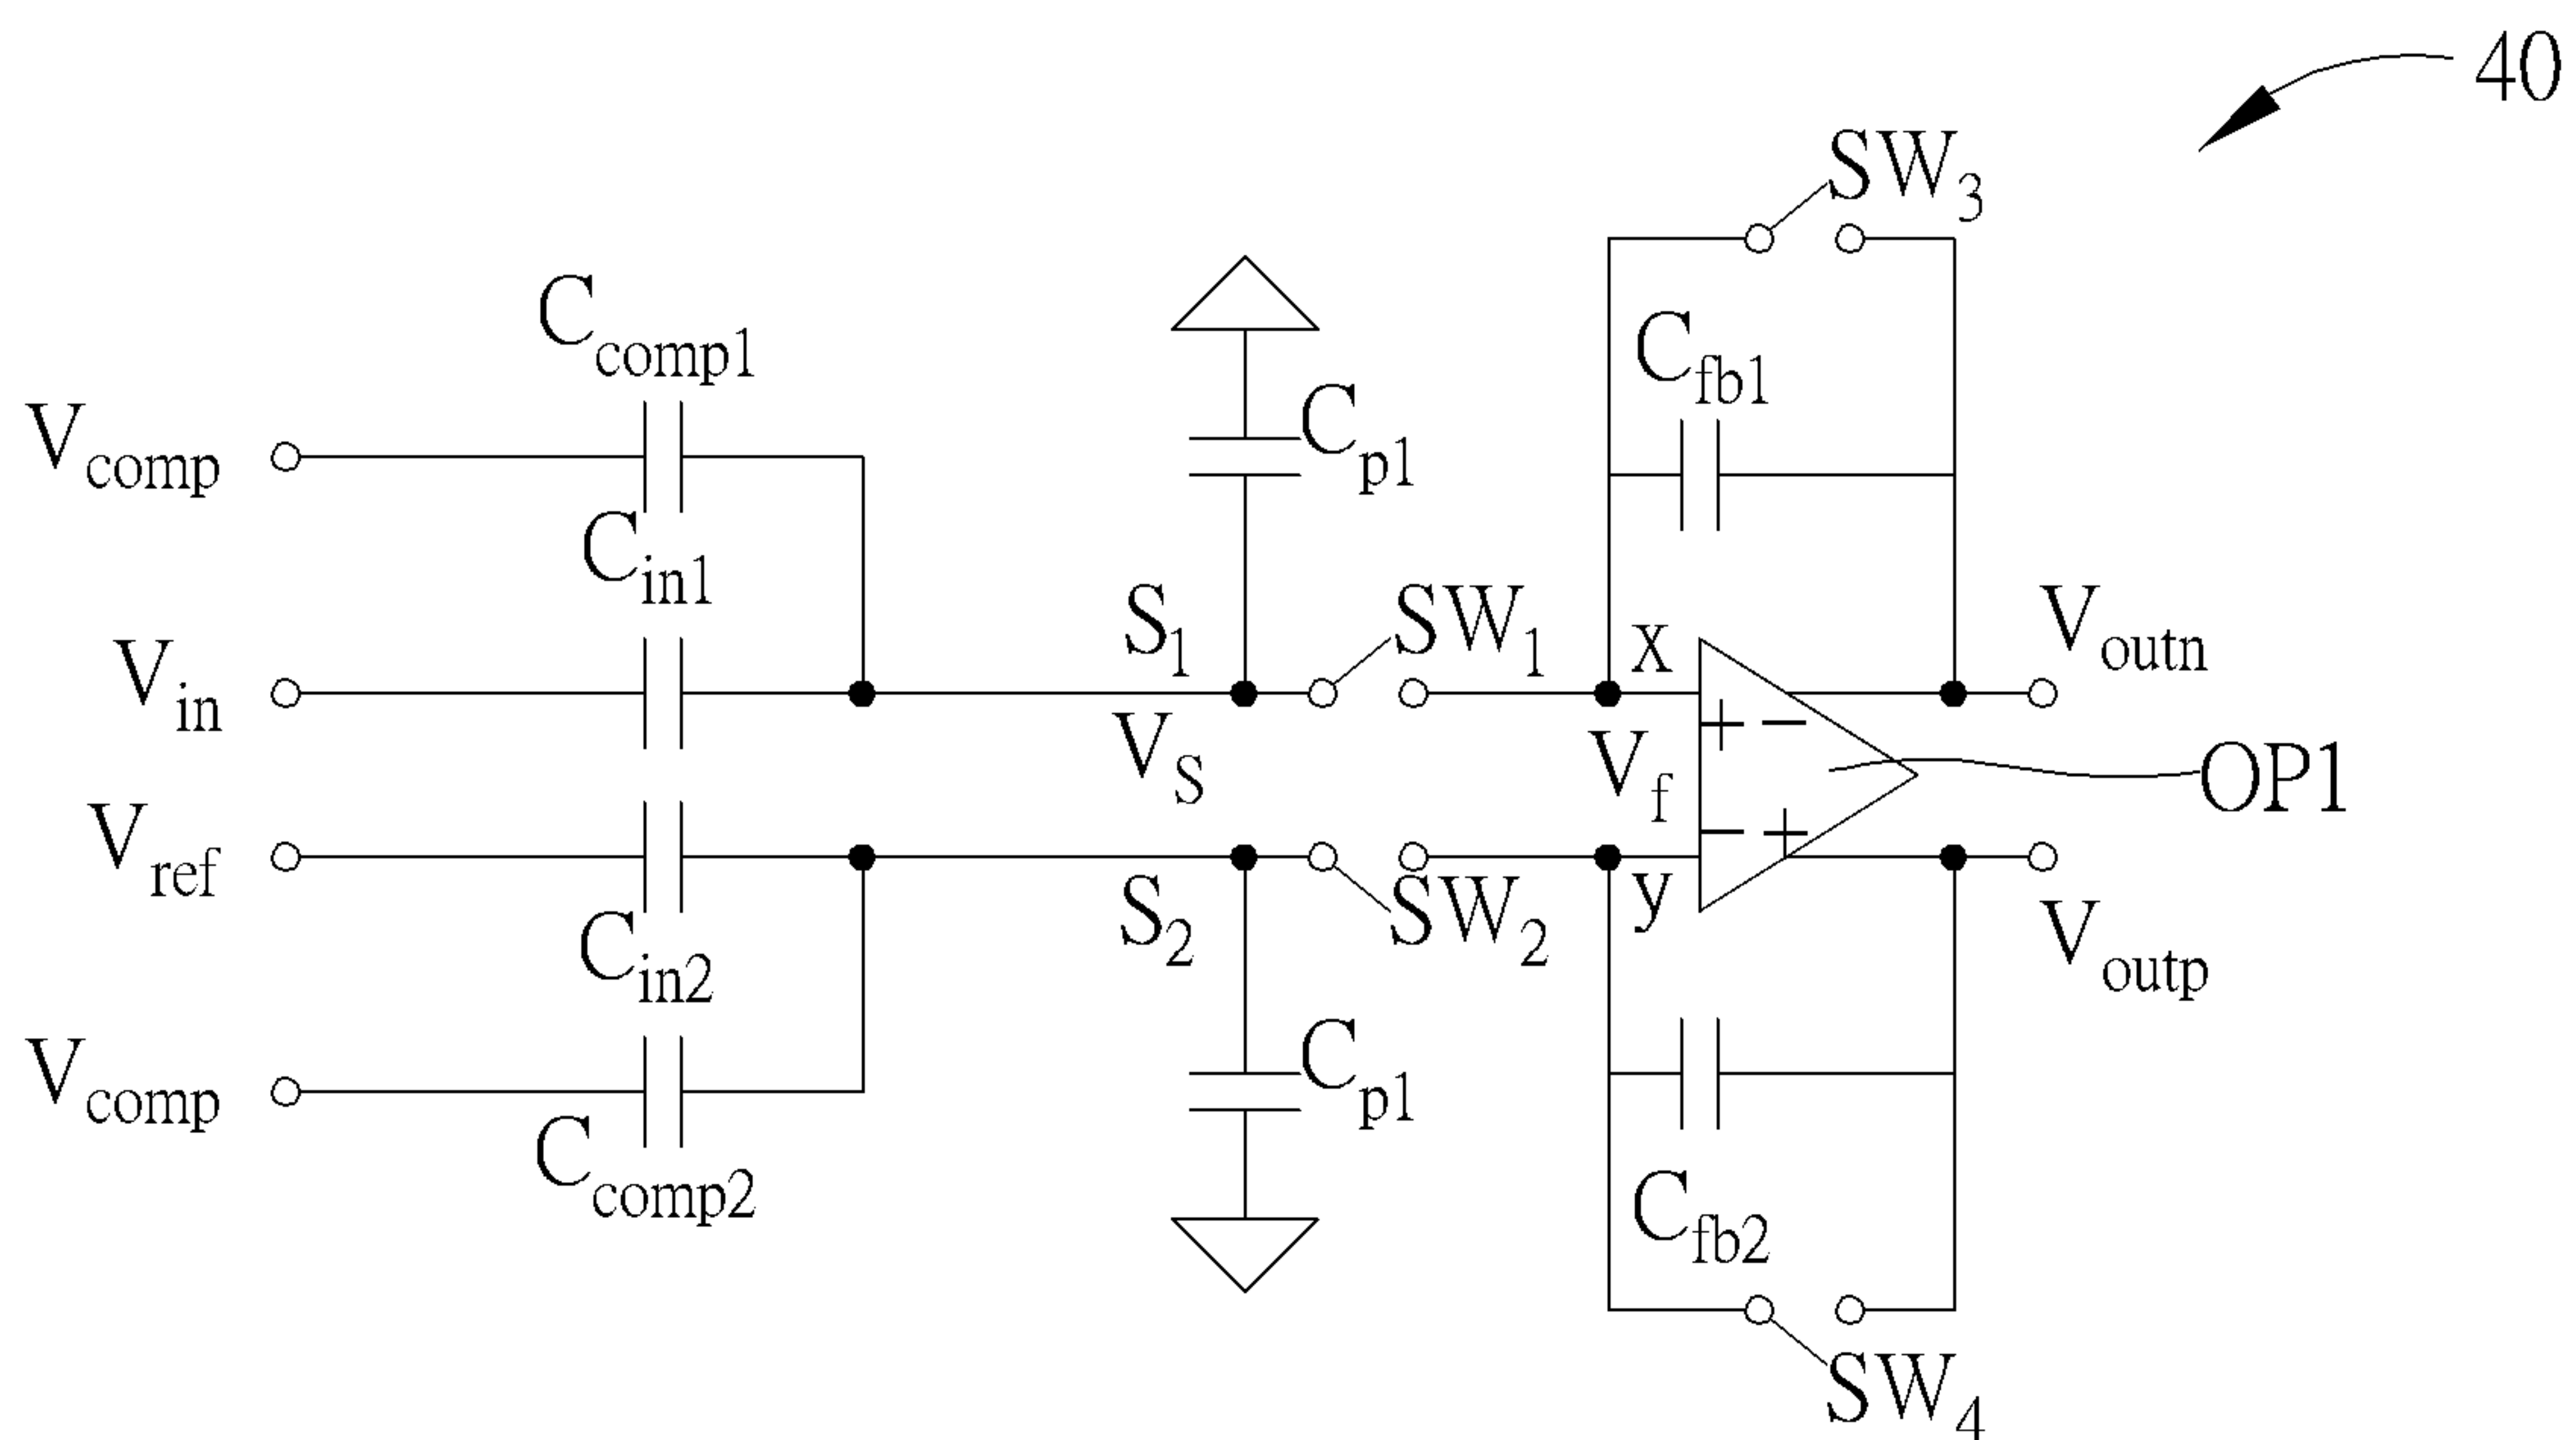 40
SW3
Ccomp1
Cfb1
Vcomp
Cp1
Cin1
S1
SW1
x
Voutn
Vin
VS
Vf
+ −
OP1
Vref
− +
S2
SW2
y
Voutp
Cin2
Cp1
Vcomp
Ccomp2
Cfb2
SW4